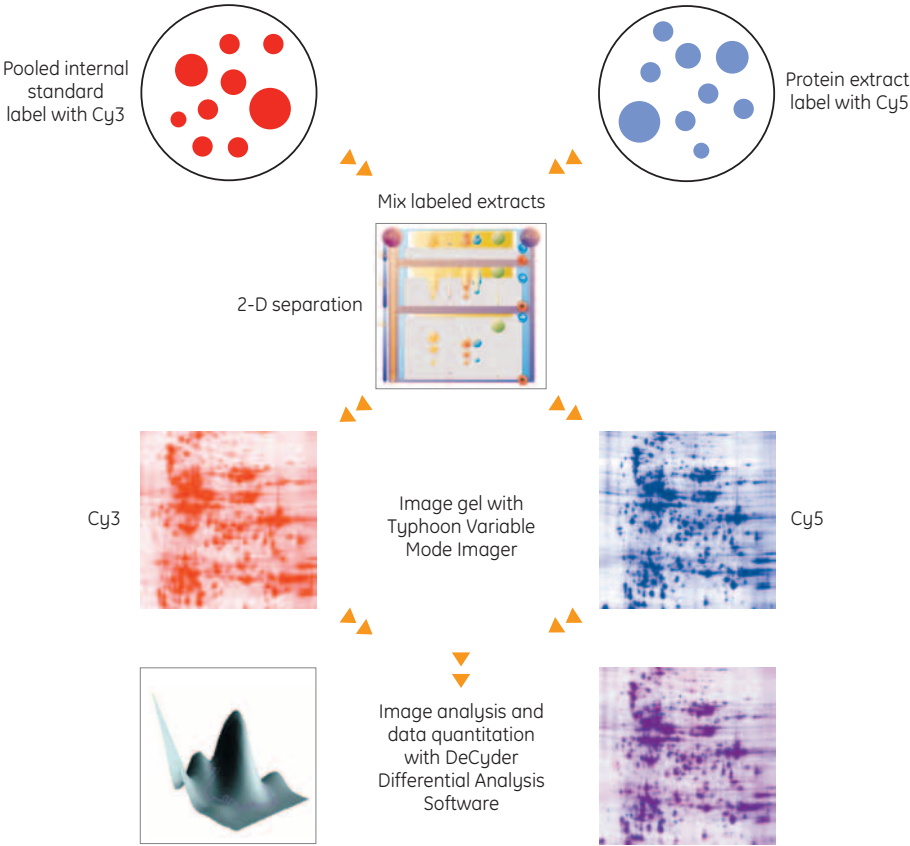 Pooled internal
standard
label with Cy3
Protein extract
label with Cy5
Mix labeled extracts
2-D separation
Cy3
Image gel with
Typhoon Variable
Mode Imager
Cy5
Image analysis and
data quantitation
with DeCyder
Differential Analysis
Software